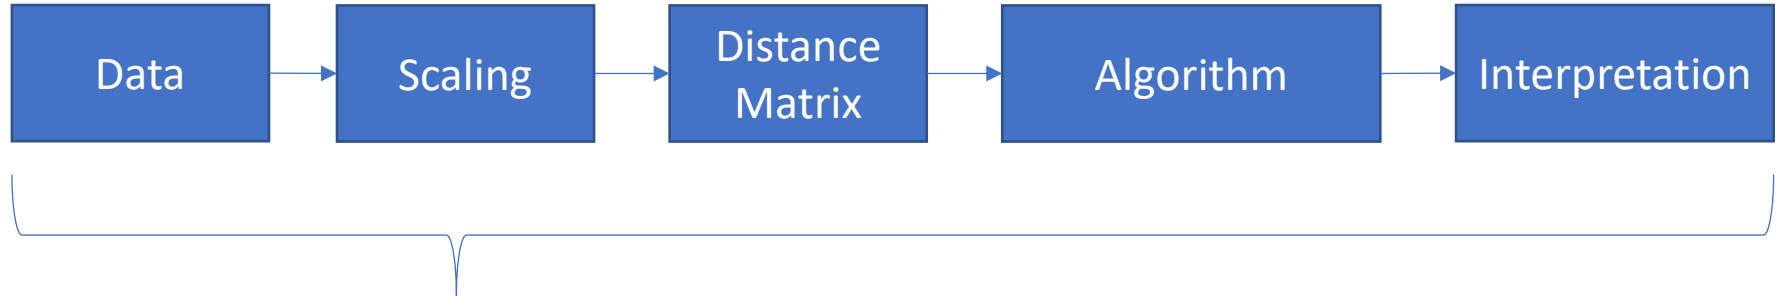 Data
Scaling
Distance
Matrix
Algorithm
Interpretation